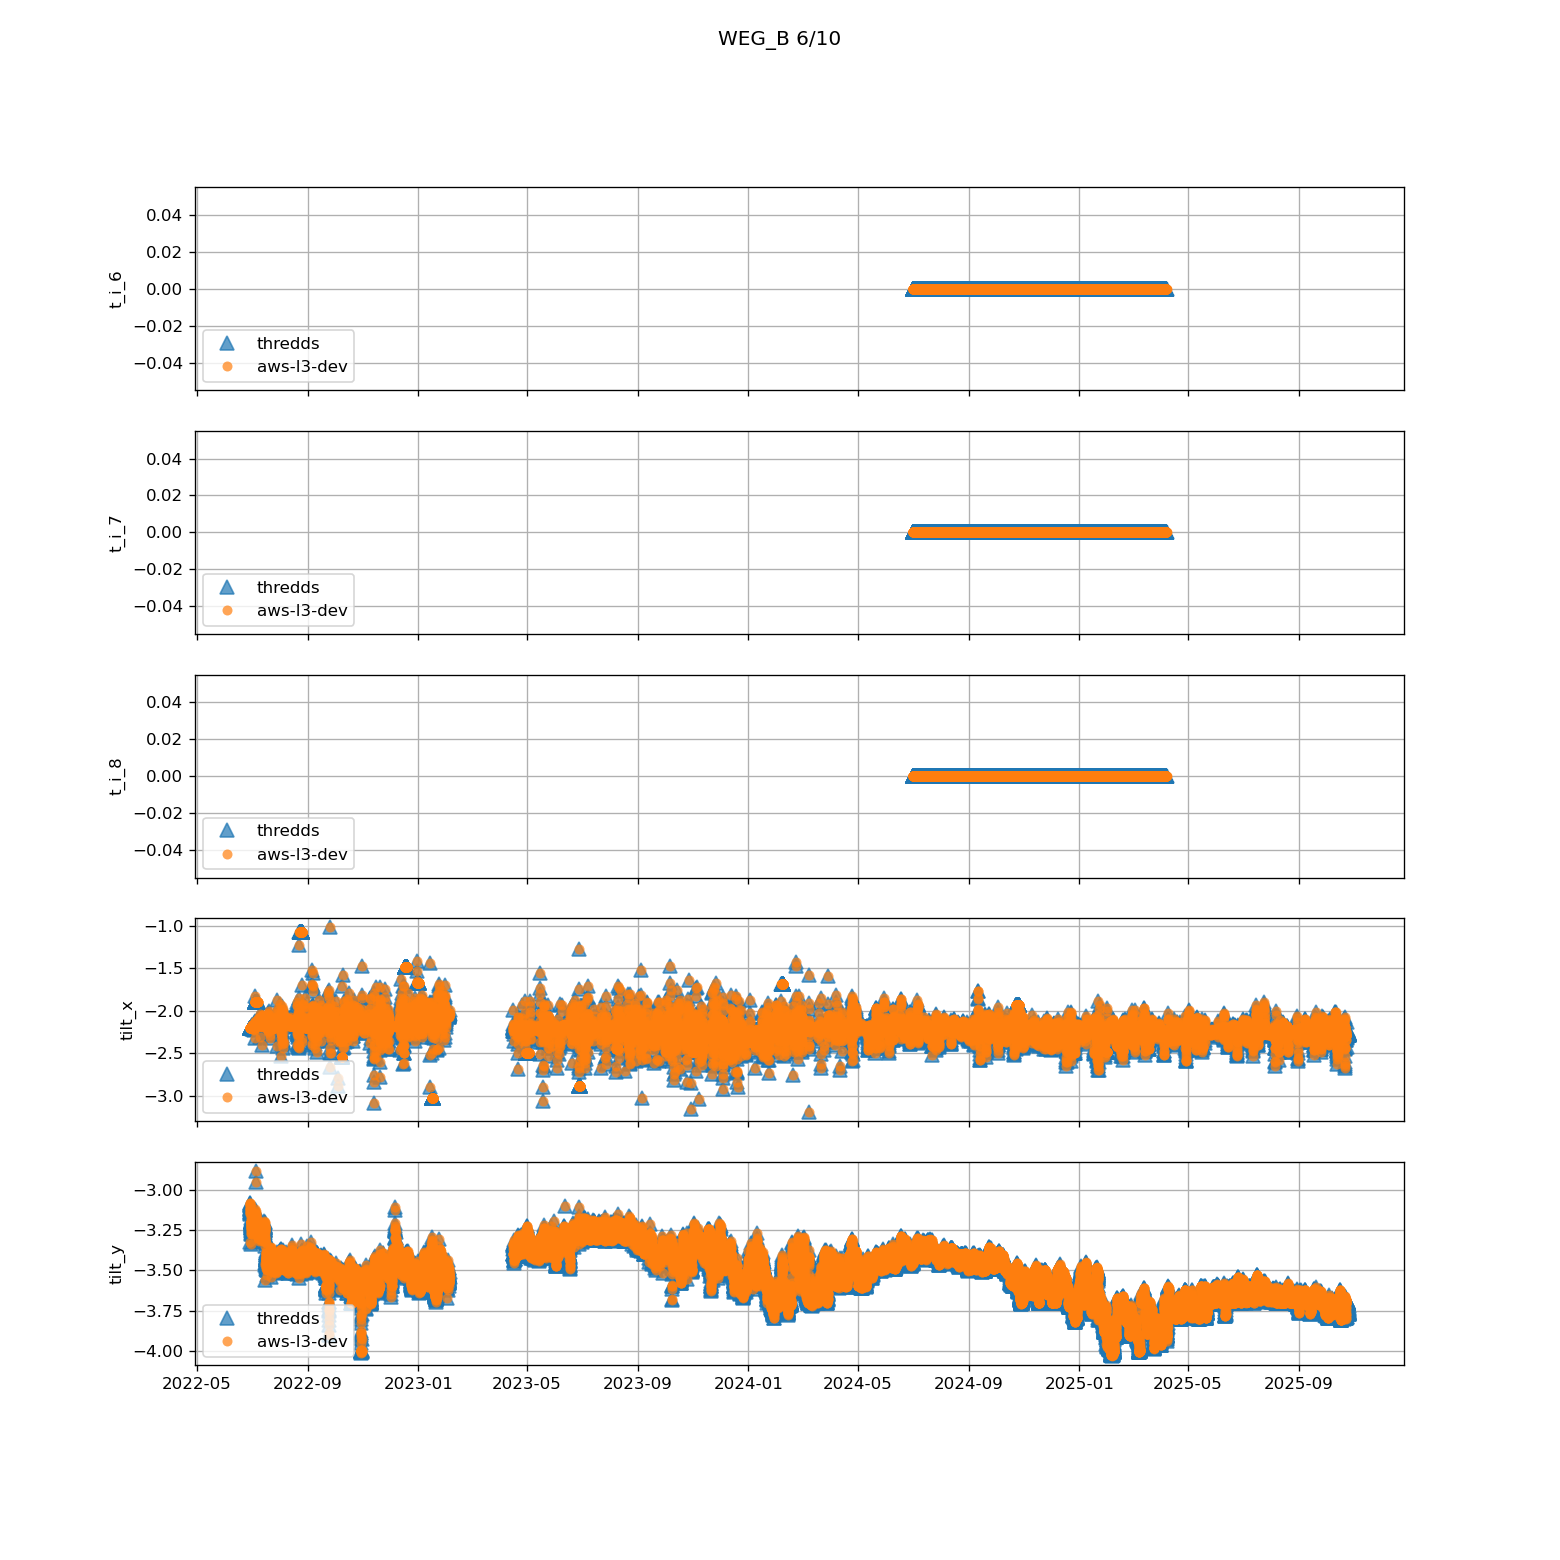 WEG_B 6/10
0.04
0.02
0.00
−0.02
−0.04
t_i_6
thredds
aws-l3-dev
0.04
0.02
0.00
−0.02
−0.04
t_i_7
thredds
aws-l3-dev
0.04
0.02
0.00
−0.02
−0.04
t_i_8
thredds
aws-l3-dev
−1.0
−1.5
−2.0
−2.5
−3.0
tilt_x
thredds
aws-l3-dev
−3.00
−3.25
−3.50
−3.75
−4.00
tilt_y
thredds
aws-l3-dev
2022-05 2022-09 2023-01 2023-05 2023-09 2024-01 2024-05 2024-09 2025-01 2025-05 2025-09